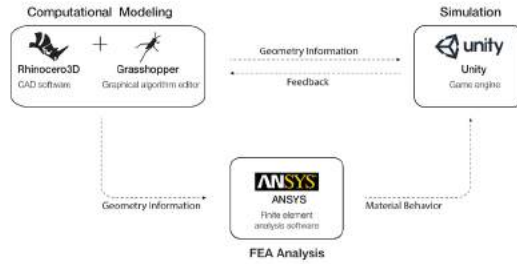 Computational Modeling
Simulation
+
Rhinocero3D
CAD software
Grasshopper
Graphical algorithm editor
Geometry Information
Feedback
unity
Unity
Game engine
ANSYS
ANSYS
Finite element
analysis software
Geometry Information
Material Behavior
FEA Analysis